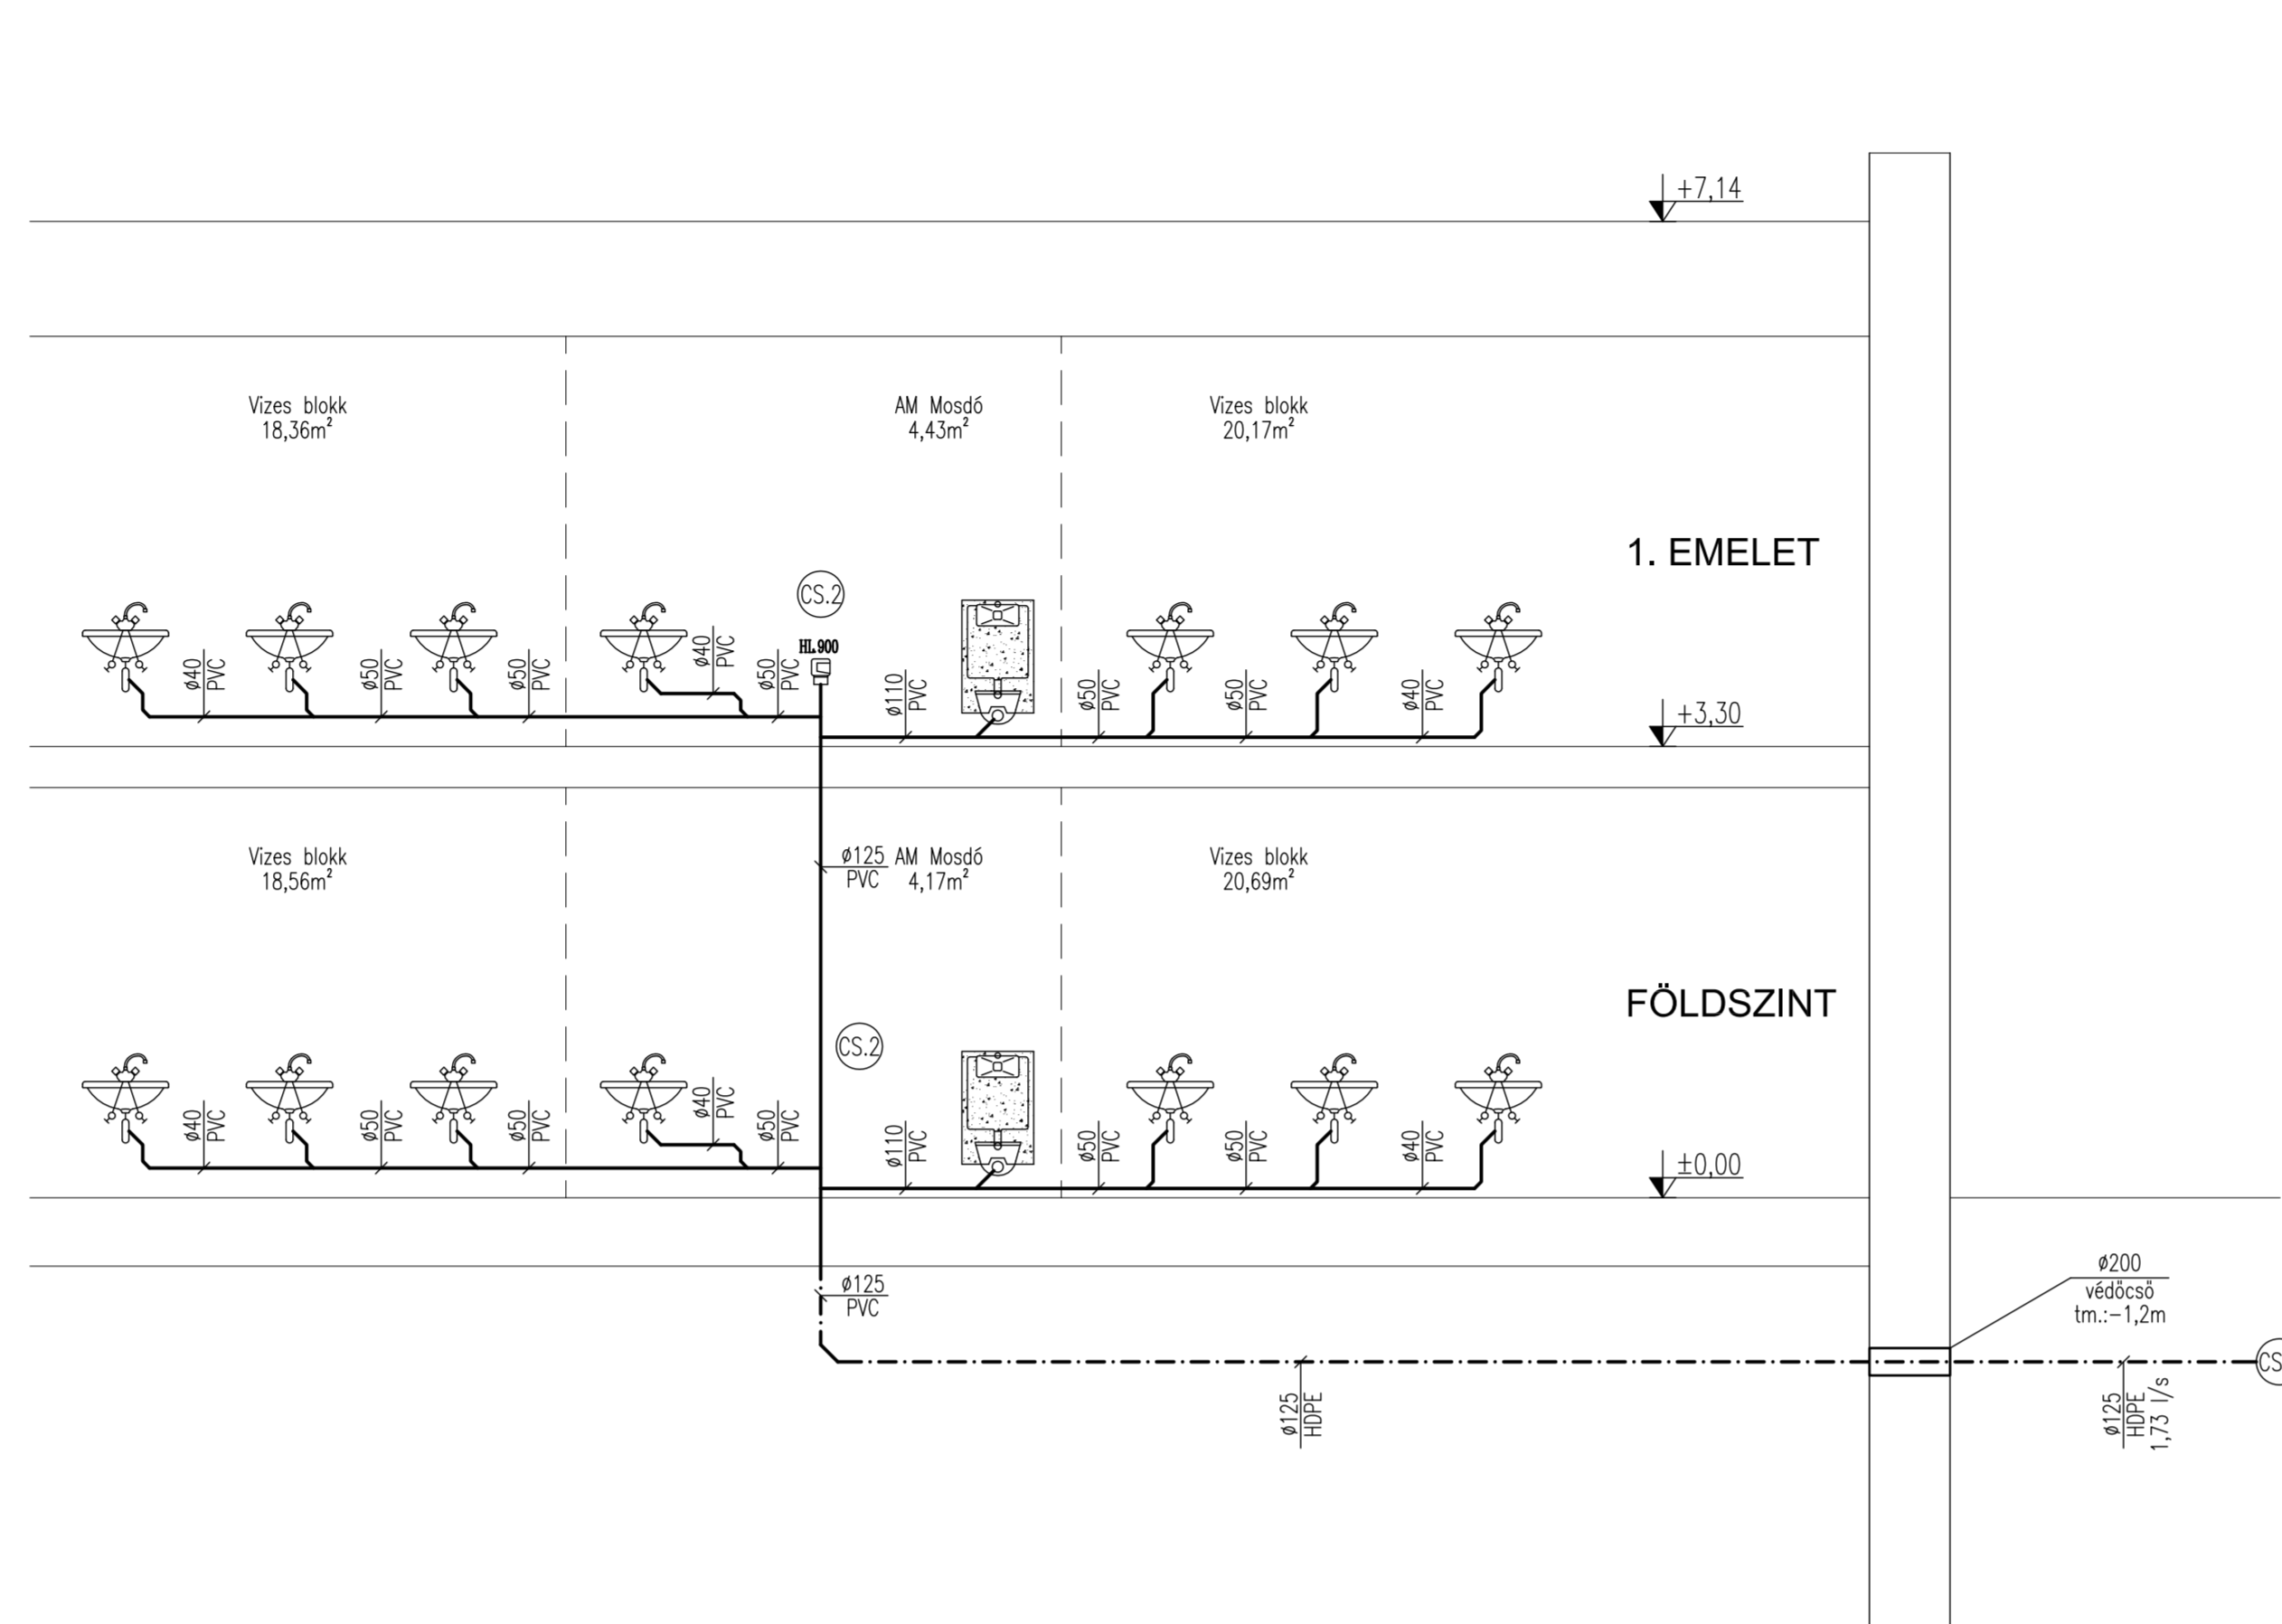 +7,14
Vizes blokk
18,36m²
AM Mosdó
4,43m²
Vizes blokk
20,17m²
1. EMELET
CS.2
HL900
ø40
PVC
ø50
PVC
ø50
PVC
ø40
PVC
ø50
PVC
ø110
PVC
ø50
PVC
ø50
PVC
ø40
PVC
+3,30
Vizes blokk
18,56m²
ø125
PVC
AM Mosdó
4,17m²
Vizes blokk
20,69m²
FÖLDSZINT
CS.2
ø40
PVC
ø50
PVC
ø50
PVC
ø40
PVC
ø50
PVC
ø110
PVC
ø50
PVC
ø50
PVC
ø40
PVC
±0,00
ø125
PVC
ø200
védőcső
tm.:-1,2m
CS
ø125
HDPE
ø125
HDPE
1,73 l/s